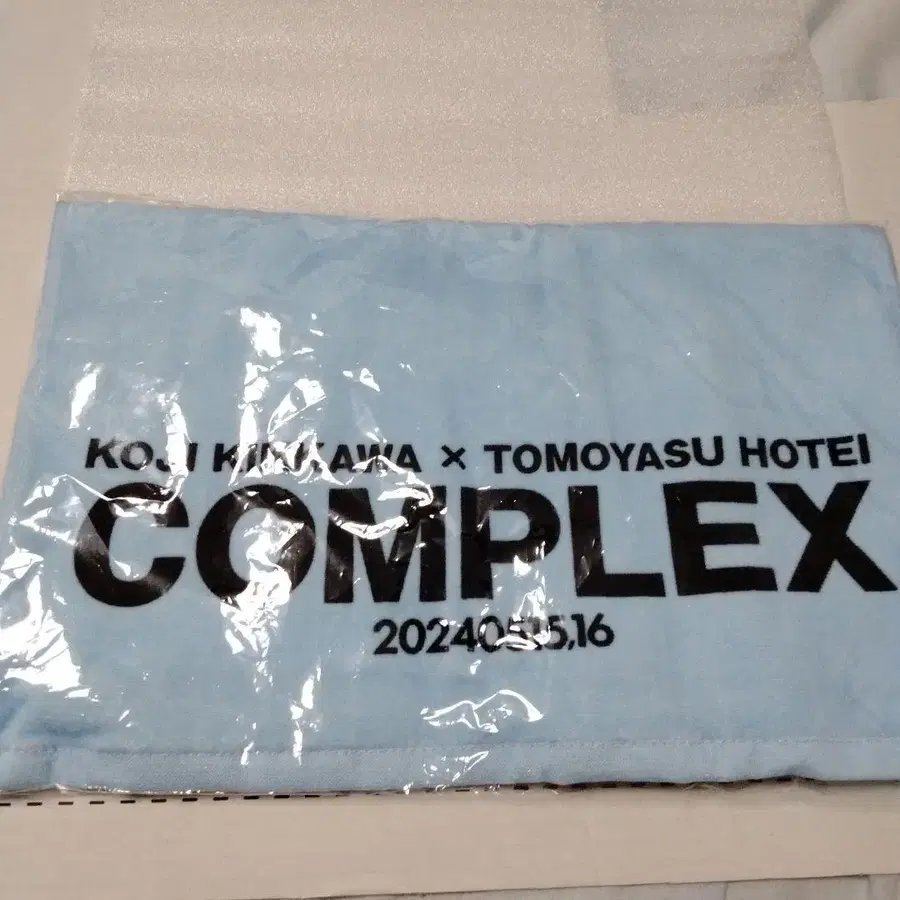 KOJI KIKKAWA × TOMOYASU HOTEI
COMPLEX
20240515,16